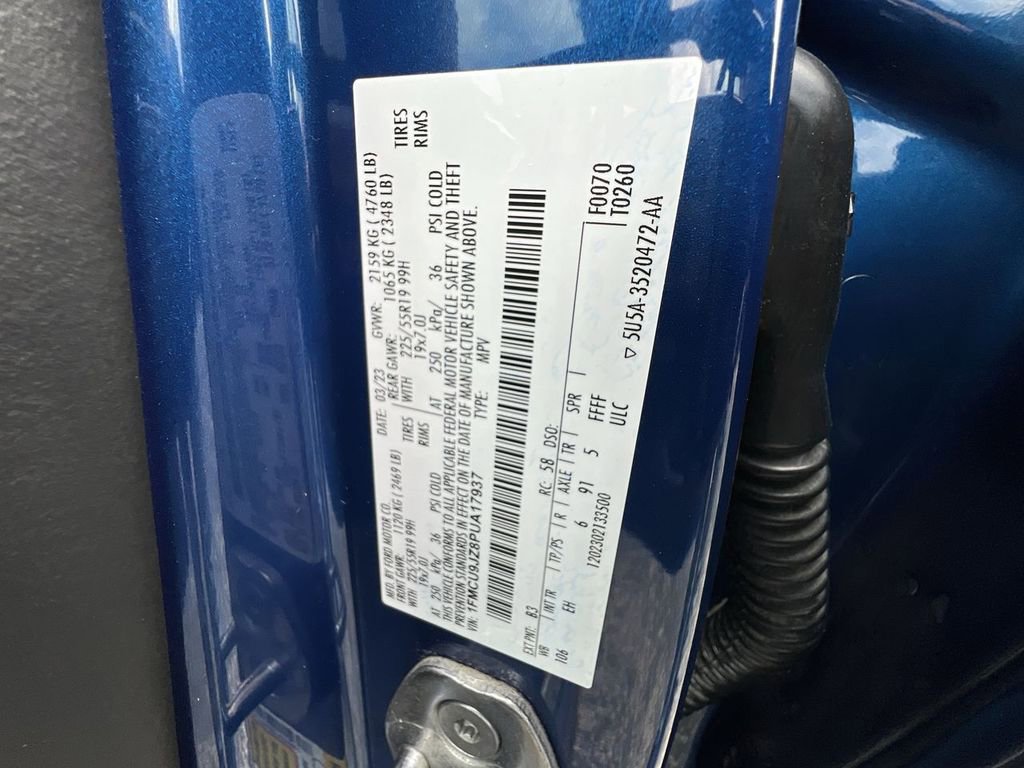 MFD. BY FORD MOTOR CO.
DATE: 03/23 GVWR: 2159 KG ( 4760 LB)
FRONT GAWR: 1120 KG ( 2469 LB) REAR GAWR: 1065 KG ( 2348 LB)
WITH 225/55R19 99H TIRES WITH 225/55R19 99H TIRES
19x7.0J RIMS 19x7.0J RIMS
AT 250 kPa/ 36 PSI COLD AT 250 kPa/ 36 PSI COLD
THIS VEHICLE CONFORMS TO ALL APPLICABLE FEDERAL MOTOR VEHICLE SAFETY AND THEFT
PREVENTION STANDARDS IN EFFECT ON THE DATE OF MANUFACTURE SHOWN ABOVE.
VIN: 1FMCU9JZ8PUA17937 TYPE: MPV
EXT PNT: B3 RC: 58 DSO: F0070
WB INT TR TP/PS R AXLE TR SPR T0260
106 EH 6 91 5 FFFF
1202302133500 ULC ▽ 5U5A-3520472-AA